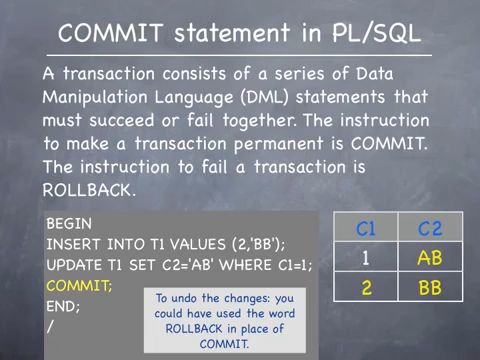 COMMIT statement in PL/SQL
A transaction consists of a series of Data
Manipulation Language (DML) statements that
must succeed or fail together. The instruction
to make a transaction permanent is COMMIT.
The instruction to fail a transaction is
ROLLBACK.
BEGIN
INSERT INTO T1 VALUES (2,'BB');
UPDATE T1 SET C2='AB' WHERE C1=1;
COMMIT;
END;
/
To undo the changes: you
could have used the word
ROLLBACK in place of
COMMIT.
C1 C2
1 AB
2 BB